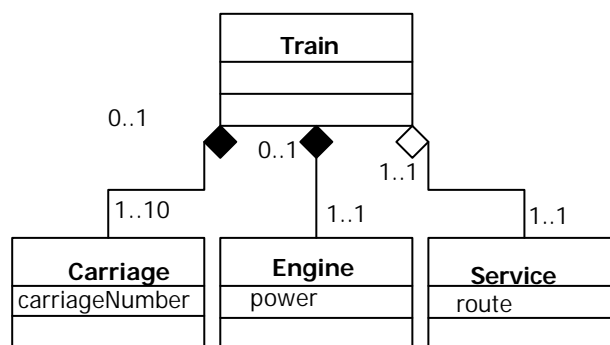 Train
0..1
0..1
1..1
1..10
1..1
1..1
Carriage
carriageNumber
Engine
power
Service
route